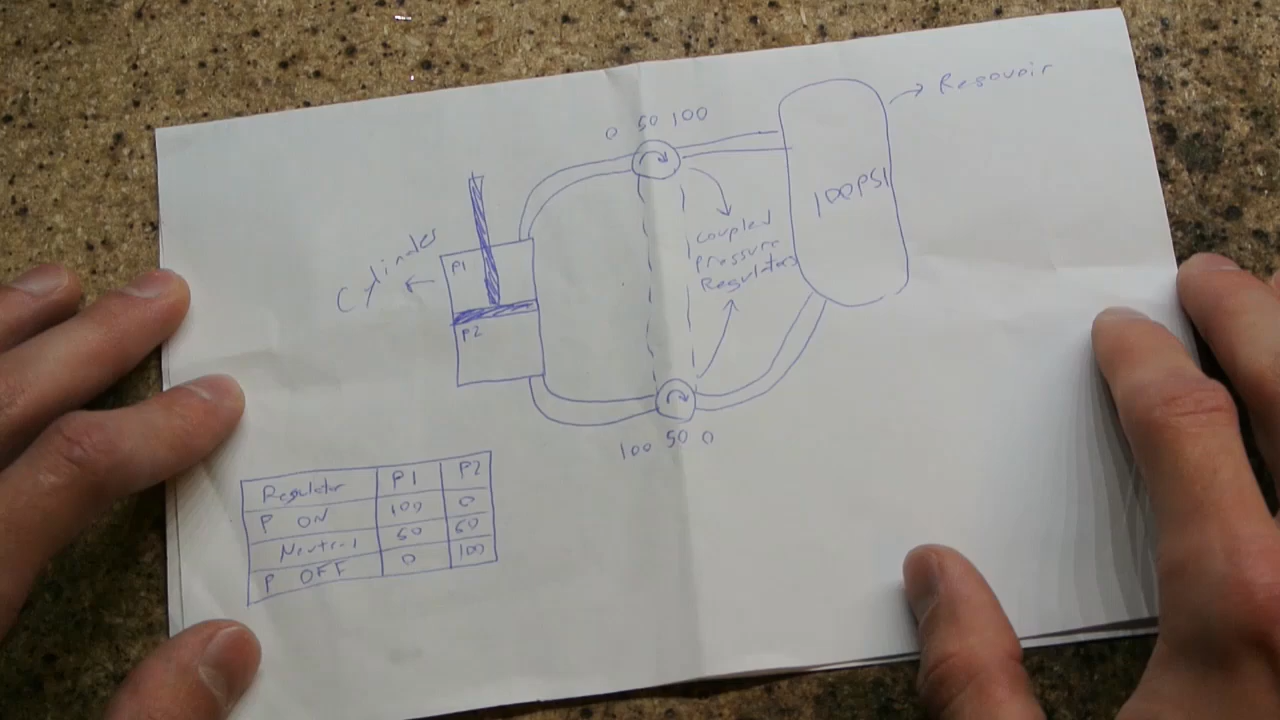 Resovoir
0 50 100
100PSI
Coupled
Pressure
Regulators
Cylinder
P1
P2
100 50 0
Regulator P1 P2
P ON 100 0
Neutral 50 50
P OFF 0 100